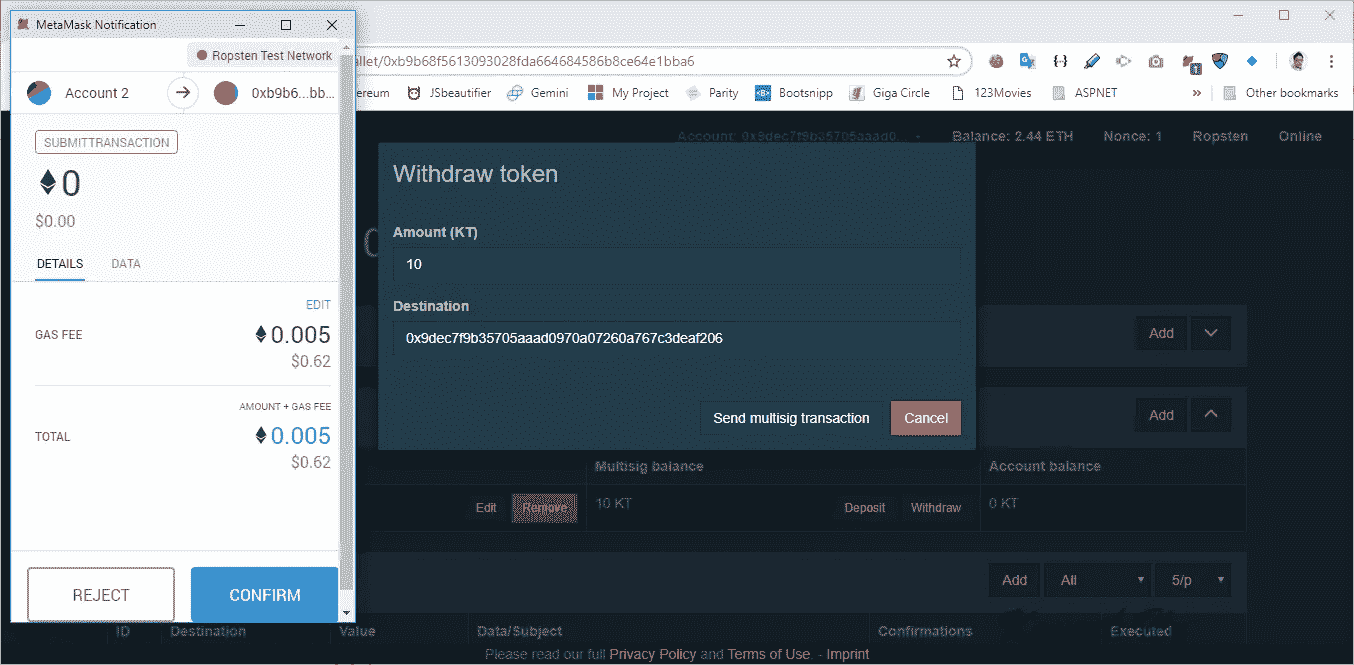 MetaMask Notification
Ropsten Test Network
Account 2
0xb9b6...bb...
SUBMITTRANSACTION
0
$0.00
DETAILS
DATA
EDIT
GAS FEE
0.005
$0.62
AMOUNT + GAS FEE
TOTAL
0.005
$0.62
REJECT
CONFIRM
allet/0xb9b68f5613093028fda664684586b8ce64e1bba6
ereum JSbeautifier Gemini My Project Parity Bootsnipp Giga Circle 123Movies ASPNET » Other bookmarks
Account: 0x9dec7f9b35705aaad0... Balance: 2.44 ETH Nonce: 1 Ropsten Online
Withdraw token
Amount (KT)
10
Destination
0x9dec7f9b35705aaad0970a07260a767c3deaf206
Send multisig transaction Cancel
Add
Add
Multisig balance Account balance
Edit Remove 10 KT Deposit Withdraw 0 KT
Add All 5/p
ID Destination Value Data/Subject Confirmations Executed
Please read our full Privacy Policy and Terms of Use. - Imprint